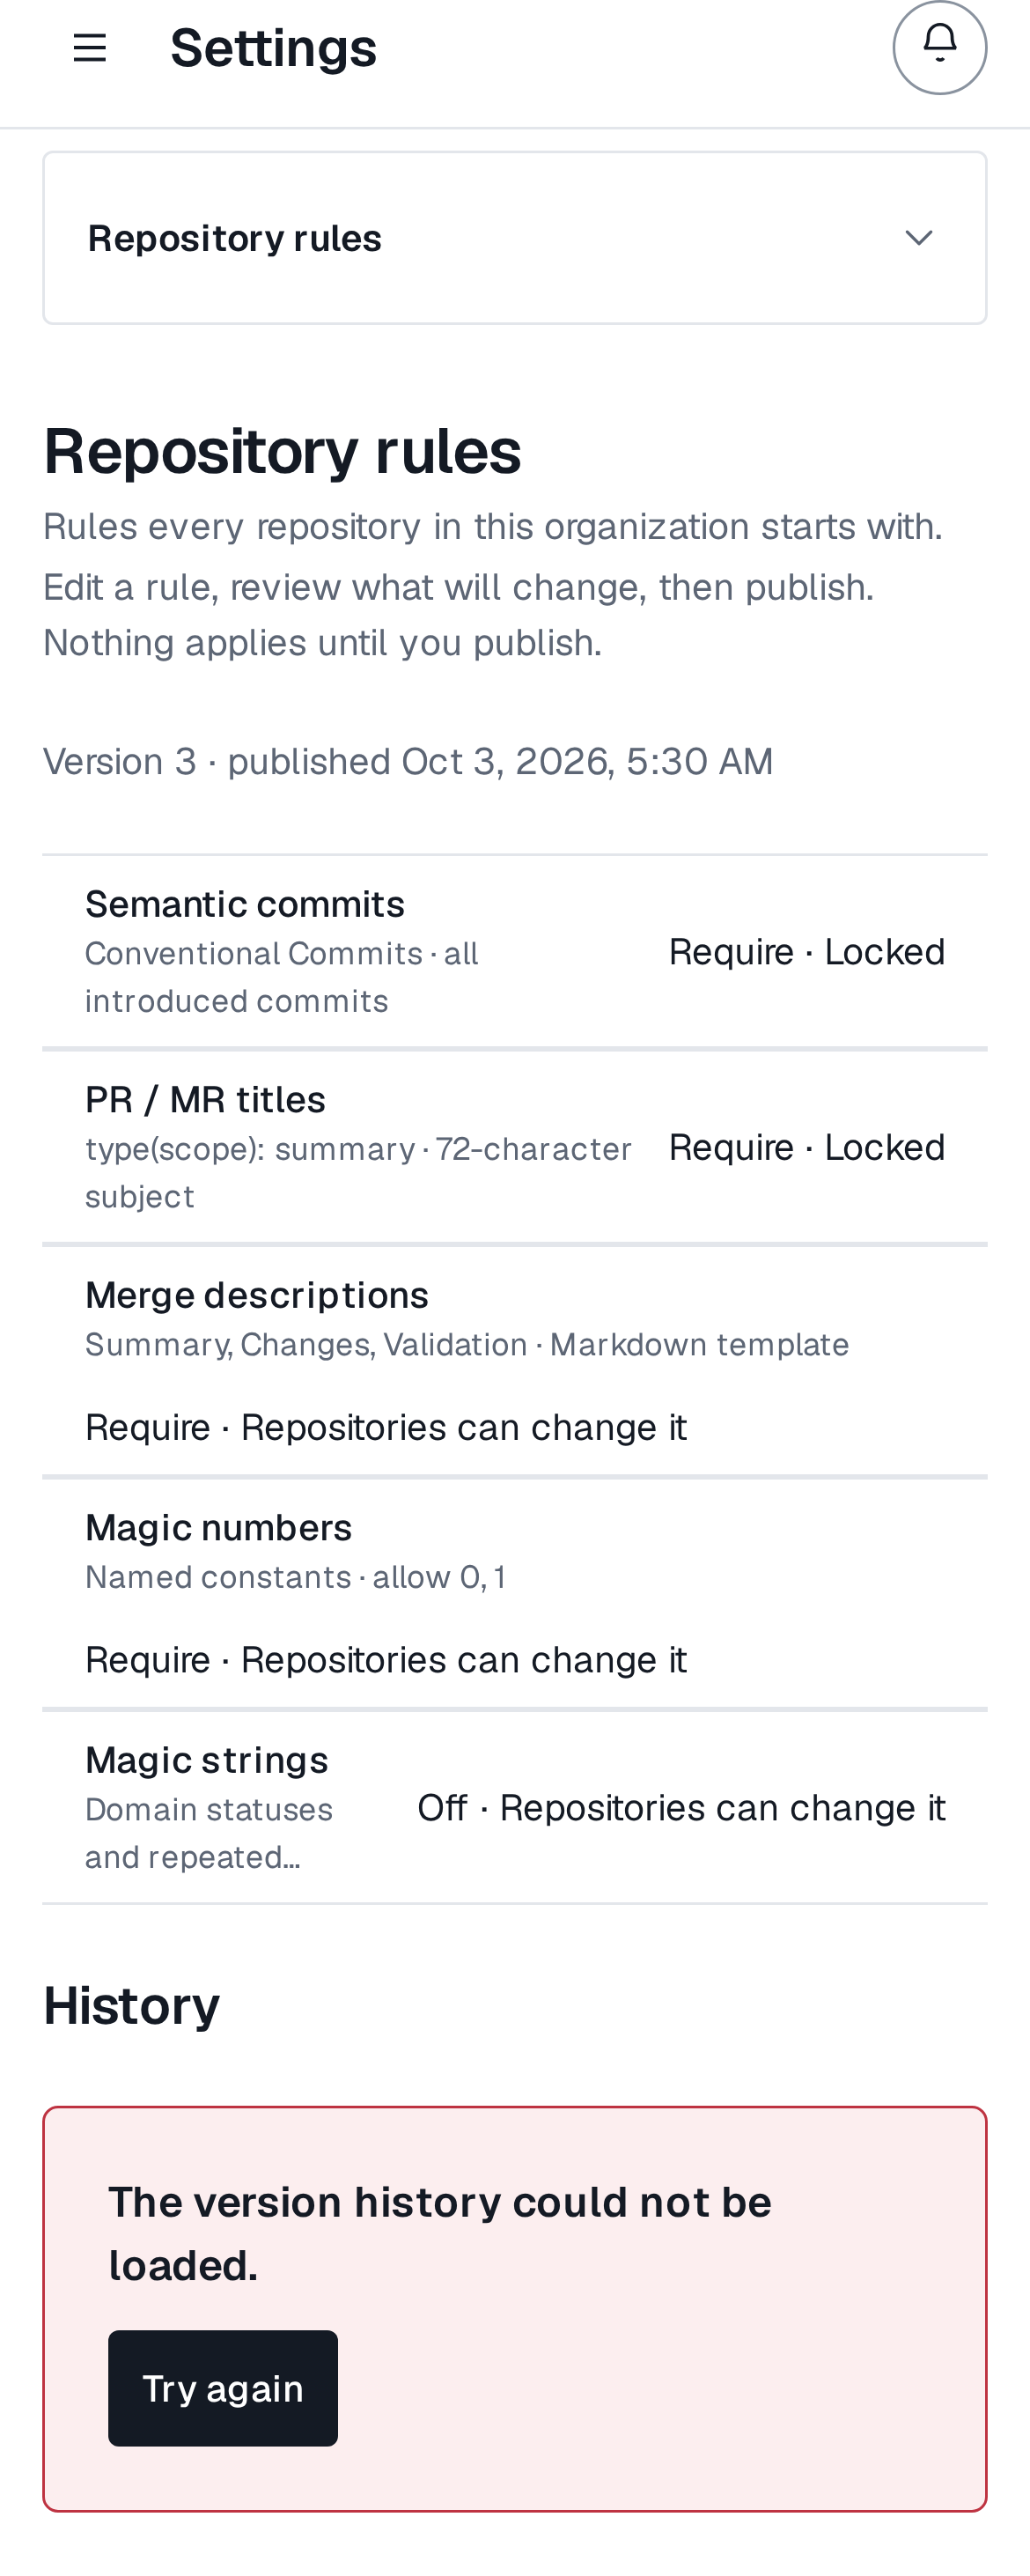 Settings
Repository rules
Repository rules
Rules every repository in this organization starts with.
Edit a rule, review what will change, then publish.
Nothing applies until you publish.
Version 3 · published Oct 3, 2026, 5:30 AM
Semantic commits
Conventional Commits · all
introduced commits
Require · Locked
PR / MR titles
type(scope): summary · 72-character
subject
Require · Locked
Merge descriptions
Summary, Changes, Validation · Markdown template
Require · Repositories can change it
Magic numbers
Named constants · allow 0, 1
Require · Repositories can change it
Magic strings
Domain statuses
and repeated…
Off · Repositories can change it
History
The version history could not be
loaded.
Try again